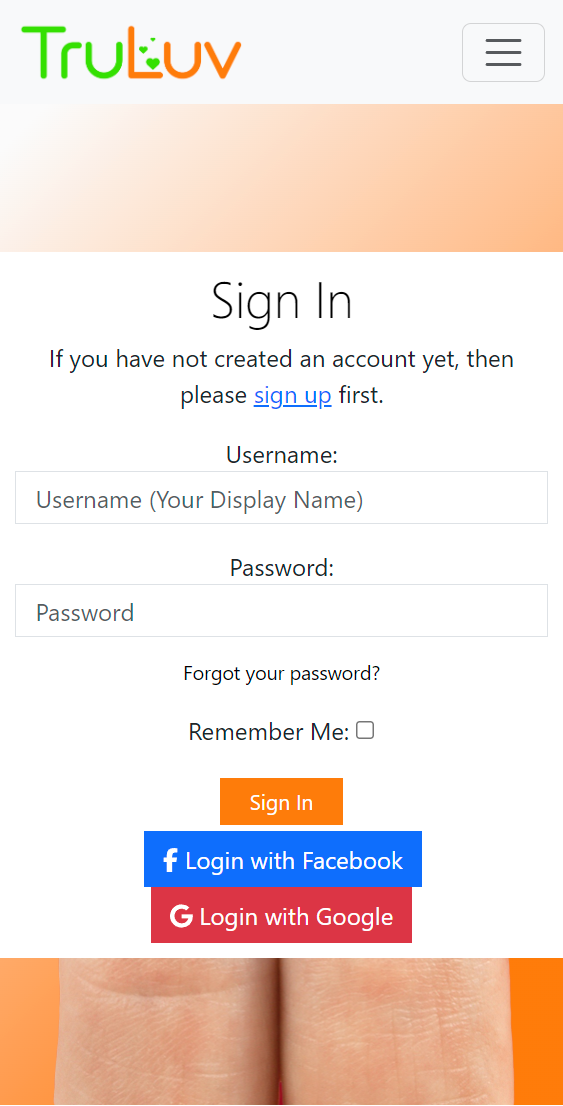 TruLuv
Sign In
If you have not created an account yet, then
please sign up first.
Username:
Username (Your Display Name)
Password:
Password
Forgot your password?
Remember Me:
Sign In
Login with Facebook
Login with Google